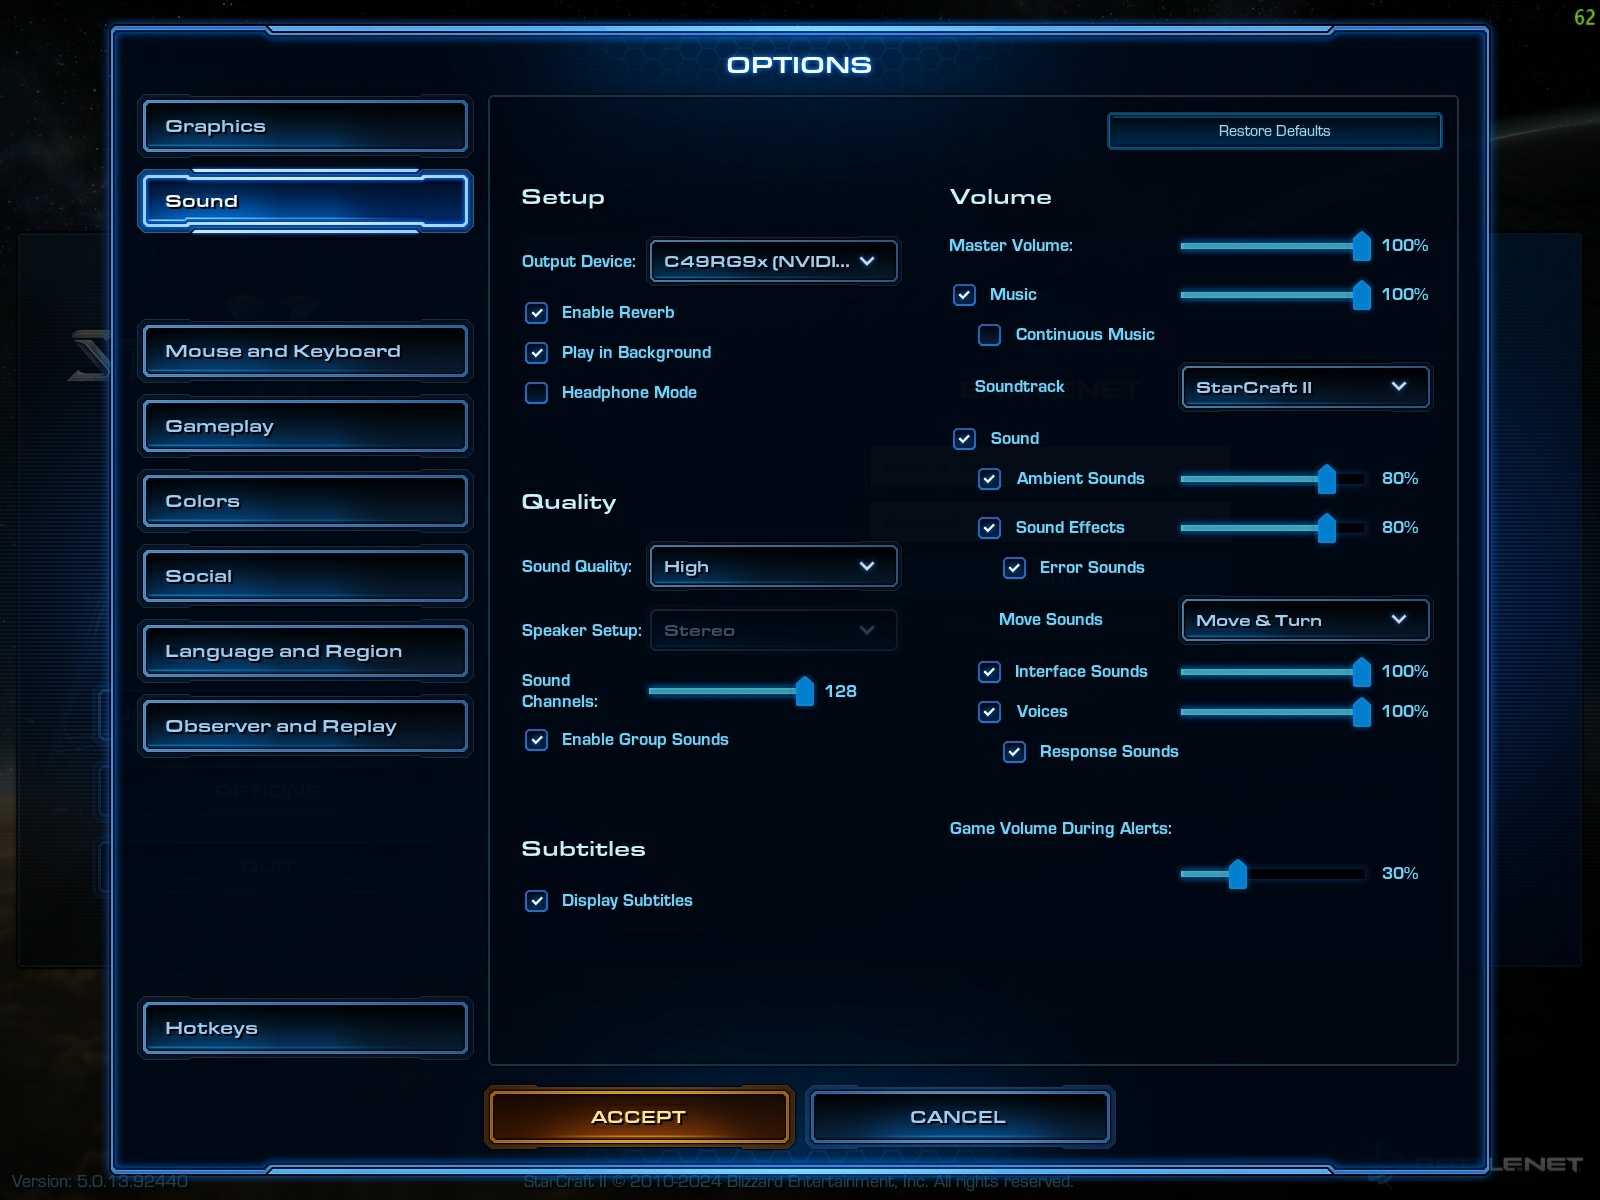 62
OPTIONS
Graphics
Sound
Mouse and Keyboard
Gameplay
Colors
Social
Language and Region
Observer and Replay
OPTIONS
QUIT
Hotkeys
Restore Defaults
Setup
Output Device: C49RG9x (NVIDI...
Enable Reverb
Play in Background
Headphone Mode
Quality
Sound Quality: High
Speaker Setup: Stereo
Sound
Channels: 128
Enable Group Sounds
Subtitles
Display Subtitles
Volume
Master Volume: 100%
Music 100%
Continuous Music
Soundtrack StarCraft II
Sound
Ambient Sounds 80%
Sound Effects 80%
Error Sounds
Move Sounds Move & Turn
Interface Sounds 100%
Voices 100%
Response Sounds
Game Volume During Alerts:
30%
ACCEPT
CANCEL
Version: 5.0.13.92440
StarCraft II © 2010-2024 Blizzard Entertainment, Inc. All rights reserved.